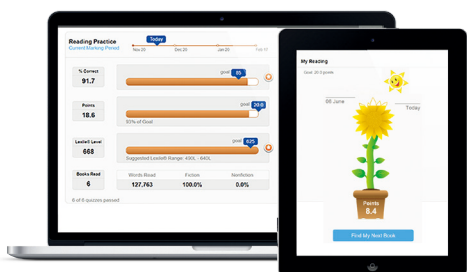 Reading Practice
Current Marking Period
Today
Nov.20
Dec.20
Jan.20
Feb.11
% Correct
91.7
goal
85
Points
18.6
goal
20.0
93% of Goal
Lexile® Level
668
goal
625
Suggested Lexile® Range: 490L - 640L
Books Read
6
Words Read
Fiction
Nonfiction
127,763
100.0%
0.0%
6 of 6 quizzes passed
My Reading
Goal: 20.0 points
06 June
Today
Points
8.4
Find My Next Book